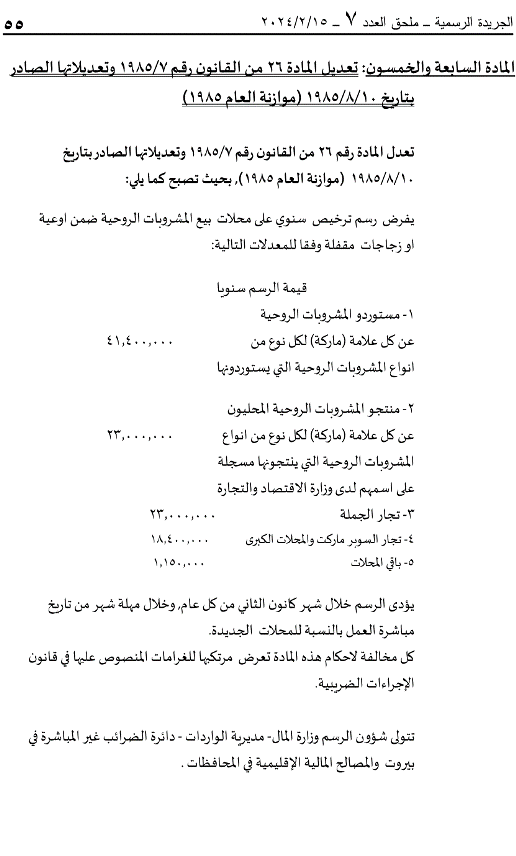 الجريدة الرسمية – ملحق العدد ٧ – ٢٠٢٤/٢/١٥
٥٥
المادة السابعة والخمسون: تعديل المادة ٢٦ من القانون رقم ١٩٨٥/٧ وتعديلاتها الصادر
بتاريخ ١٩٨٥/٨/١٠ (موازنة العام ١٩٨٥)
تعدل المادة رقم ٢٦ من القانون رقم ١٩٨٥/٧ وتعديلاتها الصادر بتاريخ
١٩٨٥/٨/١٠ (موازنة العام ١٩٨٥)، بحيث تصبح كما يلي:
يفرض رسم ترخيص سنوي على محلات بيع المشروبات الروحية ضمن اوعية
او زجاجات مقفلة وفقا للمعدلات التالية:
قيمة الرسم سنويا
١- مستوردو المشروبات الروحية
عن كل علامة (ماركة) لكل نوع من ٤١,٤٠٠,٠٠٠
انواع المشروبات الروحية التي يستوردونها
٢- منتجو المشروبات الروحية المحليون
عن كل علامة (ماركة) لكل نوع من انواع ٢٣,٠٠٠,٠٠٠
المشروبات الروحية التي ينتجونها مسجلة
على اسمهم لدى وزارة الاقتصاد والتجارة
٣- تجار الجملة ٢٣,٠٠٠,٠٠٠
٤- تجار السوبر ماركت والمحلات الكبرى ١٨,٤٠٠,٠٠٠
٥- باقي المحلات ١,١٥٠,٠٠٠
يؤدى الرسم خلال شهر كانون الثاني من كل عام, وخلال مهلة شهر من تاريخ
مباشرة العمل بالنسبة للمحلات الجديدة.
كل مخالفة لاحكام هذه المادة تعرض مرتكبها للغرامات المنصوص عليها في قانون
الإجراءات الضريبية.
تتولى شؤون الرسم وزارة المال- مديرية الواردات - دائرة الضرائب غير المباشرة في
بيروت والمصالح المالية الإقليمية في المحافظات .